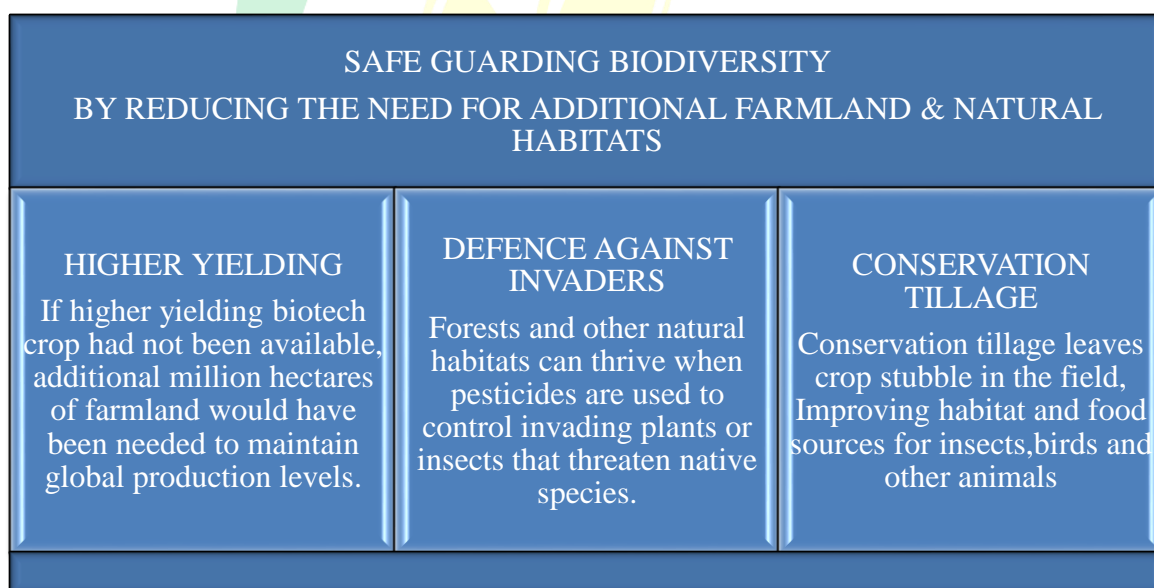 SAFE GUARDING BIODIVERSITY
BY REDUCING THE NEED FOR ADDITIONAL FARMLAND & NATURAL
HABITATS
HIGHER YIELDING
If higher yielding biotech
crop had not been available,
additional million hectares
of farmland would have
been needed to maintain
global production levels.
DEFENCE AGAINST
INVADERS
Forests and other natural
habitats can thrive when
pesticides are used to
control invading plants or
insects that threaten native
species.
CONSERVATION
TILLAGE
Conservation tillage leaves
crop stubble in the field,
Improving habitat and food
sources for insects,birds and
other animals